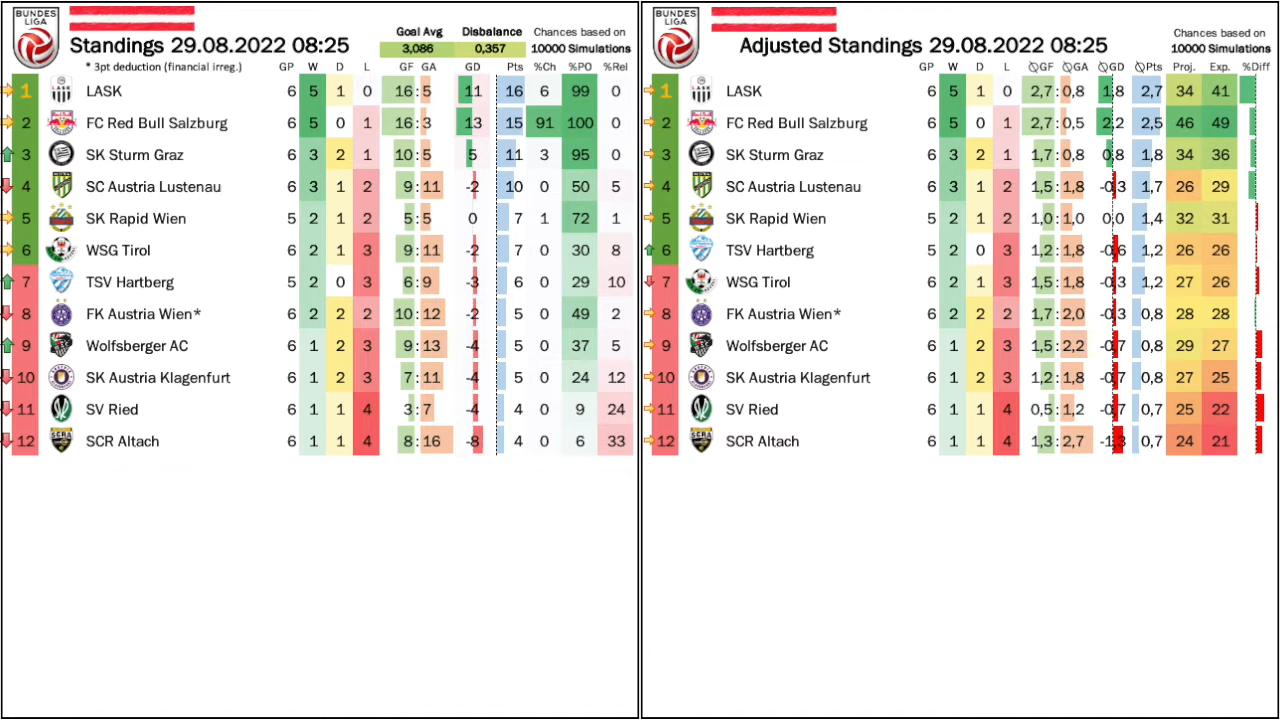 BUNDES LIGA
Standings 29.08.2022 08:25
Goal Avg Disbalance Chances based on
3,086 0,357 10000 Simulations
* 3pt deduction (financial irreg.) GP W D L GF GA GD Pts %Ch %PO %Rel
1 LASK 6 5 1 0 16:5 11 16 6 99 0
2 FC Red Bull Salzburg 6 5 0 1 16:3 13 15 91 100 0
3 SK Sturm Graz 6 3 2 1 10:5 5 11 3 95 0
4 SC Austria Lustenau 6 3 1 2 9:11 -2 10 0 50 5
5 SK Rapid Wien 5 2 1 2 5:5 0 7 1 72 1
6 WSG Tirol 6 2 1 3 9:11 -2 7 0 30 8
7 TSV Hartberg 5 2 0 3 6:9 -3 6 0 29 10
8 FK Austria Wien* 6 2 2 2 10:12 -2 5 0 49 2
9 Wolfsberger AC 6 1 2 3 9:13 -4 5 0 37 5
10 SK Austria Klagenfurt 6 1 2 3 7:11 -4 5 0 24 12
11 SV Ried 6 1 1 4 3:7 -4 4 0 9 24
12 SCR Altach 6 1 1 4 8:16 -8 4 0 6 33
BUNDES LIGA
Adjusted Standings 29.08.2022 08:25
Chances based on
10000 Simulations
GP W D L ∅GF ∅GA ∅GD ∅Pts Proj. Exp. %Diff
1 LASK 6 5 1 0 2,7:0,8 1,8 2,7 34 41
2 FC Red Bull Salzburg 6 5 0 1 2,7:0,5 2,2 2,5 46 49
3 SK Sturm Graz 6 3 2 1 1,7:0,8 0,8 1,8 34 36
4 SC Austria Lustenau 6 3 1 2 1,5:1,8 -0,3 1,7 26 29
5 SK Rapid Wien 5 2 1 2 1,0:1,0 0,0 1,4 32 31
6 TSV Hartberg 5 2 0 3 1,2:1,8 -0,6 1,2 26 26
7 WSG Tirol 6 2 1 3 1,5:1,8 -0,3 1,2 27 26
8 FK Austria Wien* 6 2 2 2 1,7:2,0 -0,3 0,8 28 28
9 Wolfsberger AC 6 1 2 3 1,5:2,2 -0,7 0,8 29 27
10 SK Austria Klagenfurt 6 1 2 3 1,2:1,8 -0,7 0,8 27 25
11 SV Ried 6 1 1 4 0,5:1,2 -0,7 0,7 25 22
12 SCR Altach 6 1 1 4 1,3:2,7 -1,3 0,7 24 21